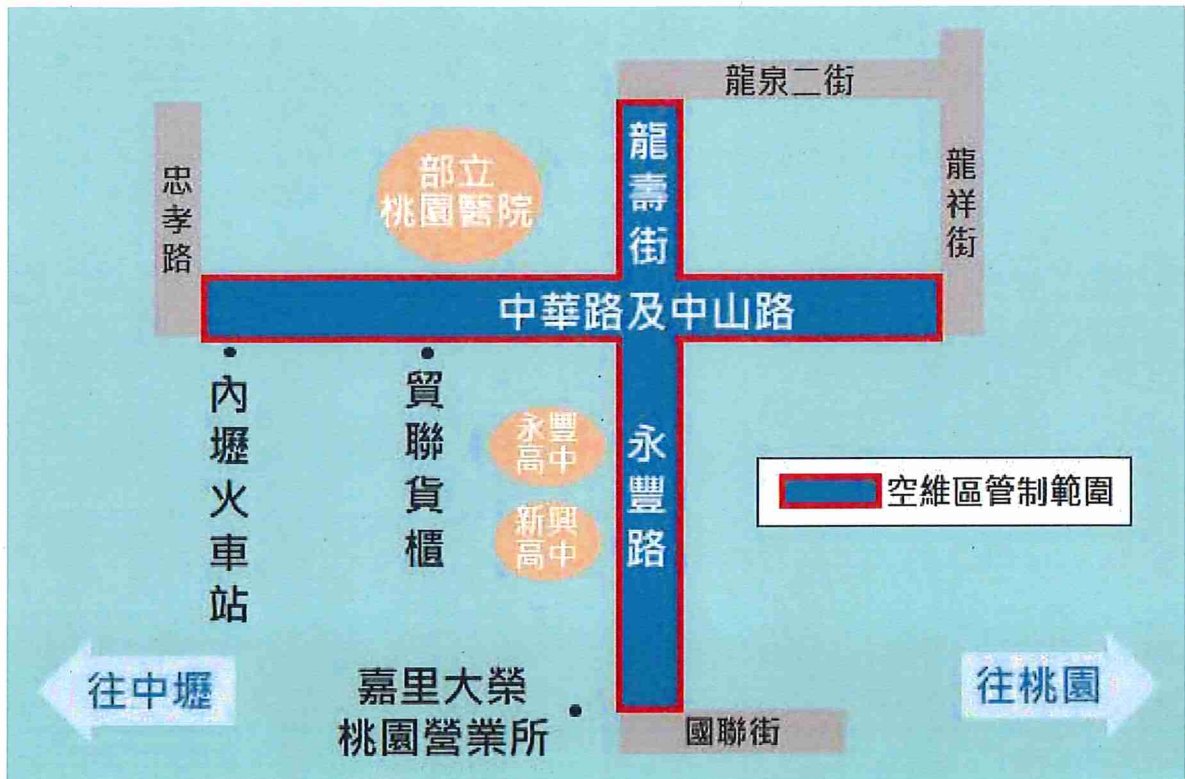 龍泉二街
龍祥街
忠孝路
部立
桃園醫院
龍壽街
中華路及中山路
內壢火車站
貿聯貨櫃
永豐
高中
新興
高中
永豐路
空維區管制範圍
往中壢
嘉里大榮
桃園營業所
國聯街
往桃園